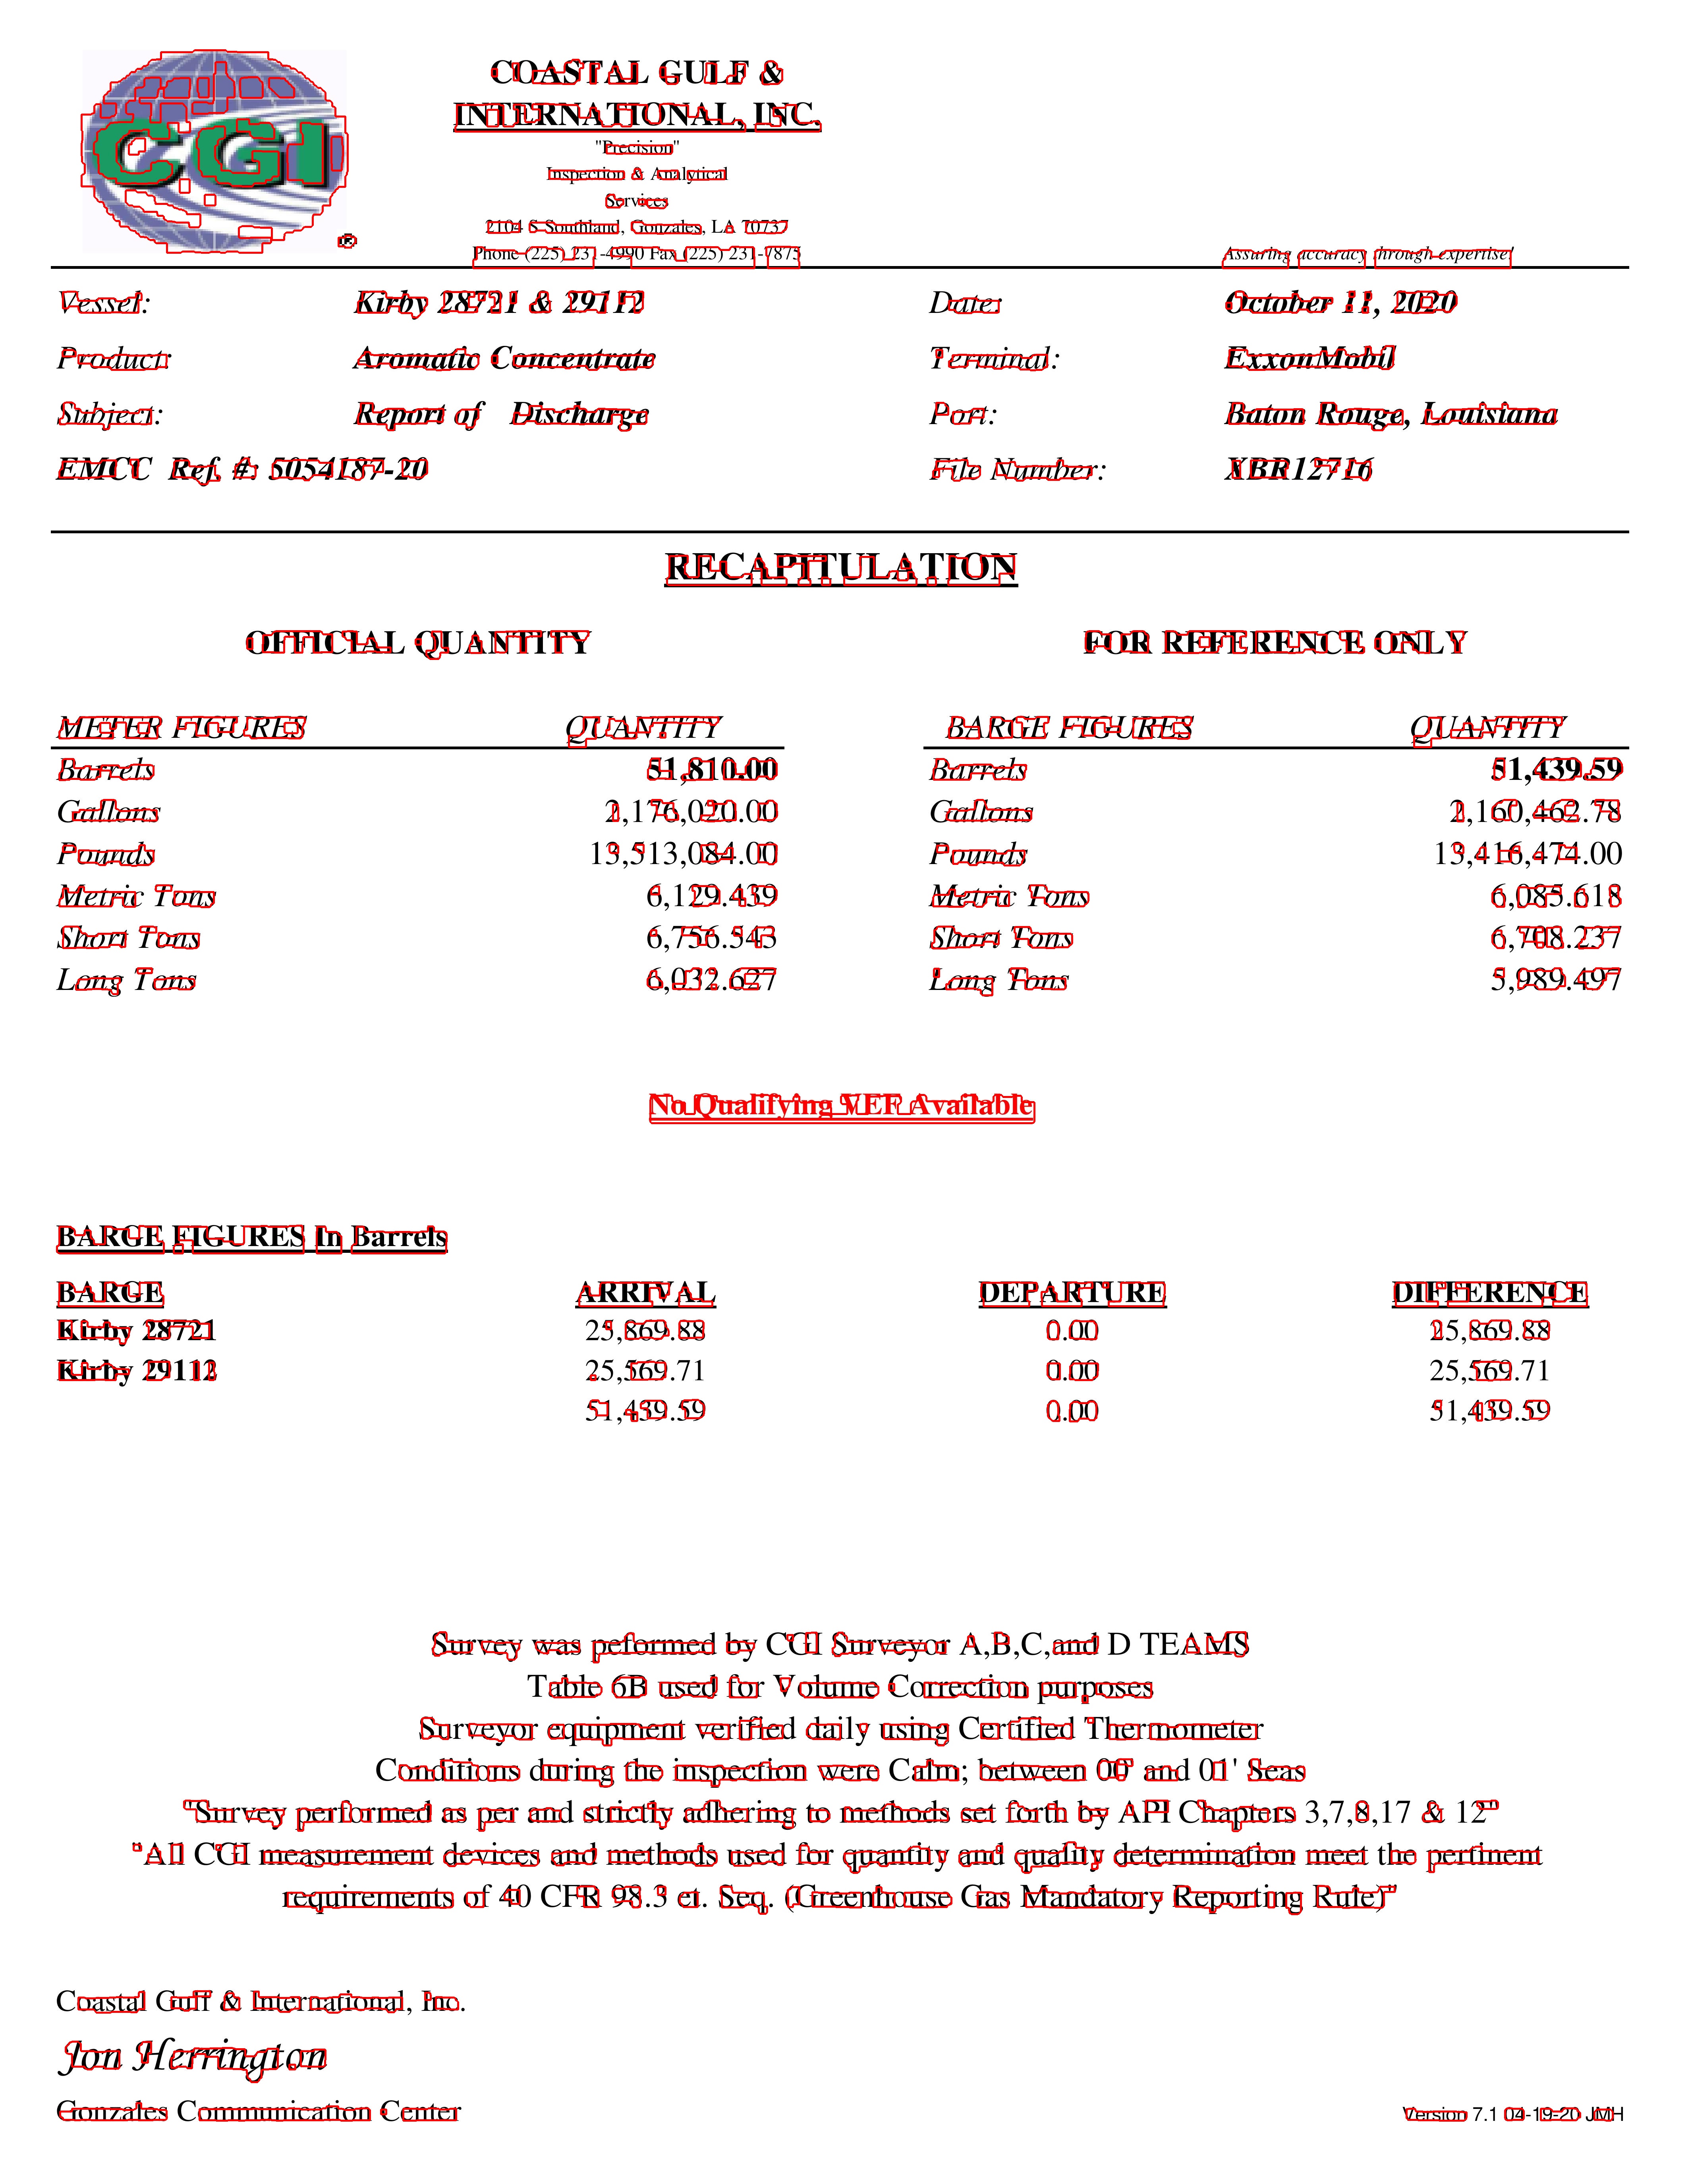 CGI
®
COASTAL GULF &
INTERNATIONAL, INC.
"Precision"
Inspection & Analytical
Services
2104 S Southland, Gonzales, LA 70737
Phone (225) 231-4990 Fax (225) 231-7875
Assuring accuracy through expertise!
Vessel: Kirby 28721 & 29112 Date: October 11, 2020
Product: Aromatic Concentrate Terminal: ExxonMobil
Subject: Report of Discharge Port: Baton Rouge, Louisiana
EMCC Ref. #: 5054187-20 File Number: XBR12716
RECAPITULATION
OFFICIAL QUANTITY FOR REFERENCE ONLY
METER FIGURES QUANTITY BARGE FIGURES QUANTITY
Barrels 51,810.00 Barrels 51,439.59
Gallons 2,176,020.00 Gallons 2,160,462.78
Pounds 13,513,084.00 Pounds 13,416,474.00
Metric Tons 6,129.439 Metric Tons 6,085.618
Short Tons 6,756.543 Short Tons 6,708.237
Long Tons 6,032.627 Long Tons 5,989.497
No Qualifying VEF Available
BARGE FIGURES In Barrels
BARGE ARRIVAL DEPARTURE DIFFERENCE
Kirby 28721 25,869.88 0.00 25,869.88
Kirby 29112 25,569.71 0.00 25,569.71
51,439.59 0.00 51,439.59
Survey was peformed by CGI Surveyor A,B,C,and D TEAMS
Table 6B used for Volume Correction purposes
Surveyor equipment verified daily using Certified Thermometer
Conditions during the inspection were Calm; between 00' and 01' Seas
"Survey performed as per and strictly adhering to methods set forth by API Chapters 3,7,8,17 & 12"
"All CGI measurement devices and methods used for quantity and quality determination meet the pertinent
requirements of 40 CFR 98.3 et. Seq. (Greenhouse Gas Mandatory Reporting Rule)"
Coastal Gulf & International, Inc.
Jon Herrington
Gonzales Communication Center
Version 7.1 04-19-20 JMH